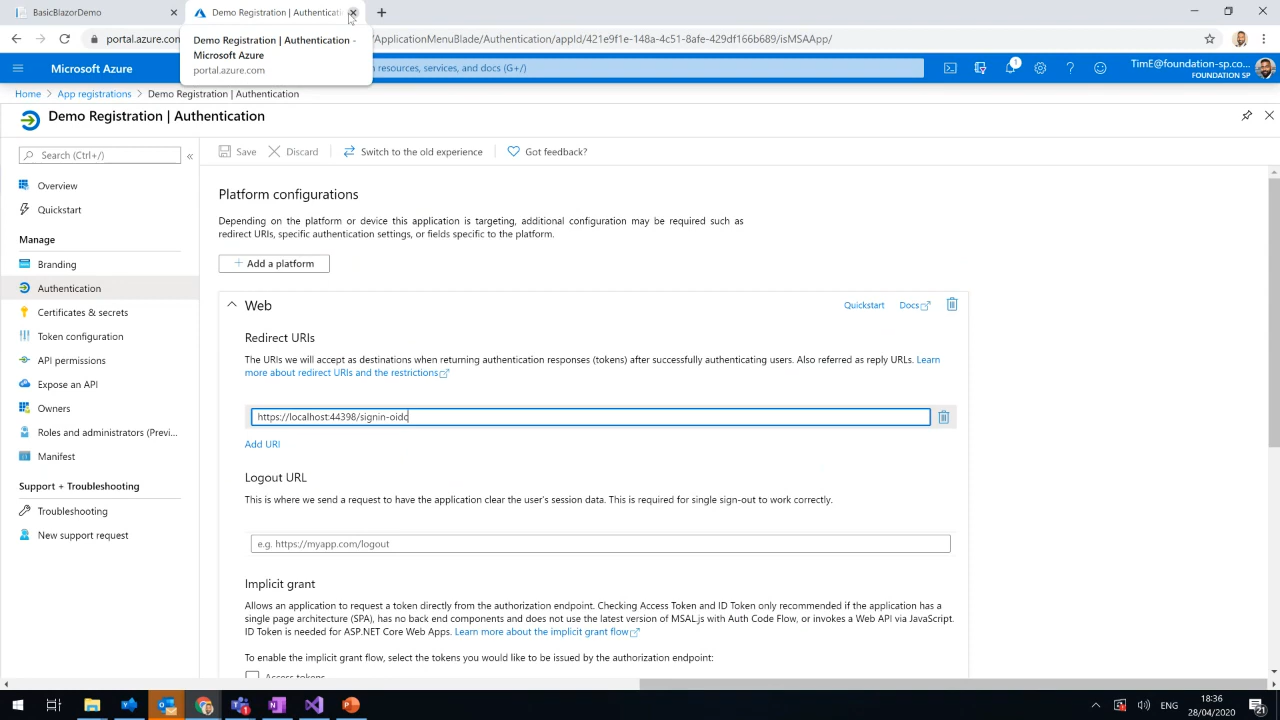 BasicBlazorDemo
Demo Registration | Authenticati
portal.azure.com
/ApplicationMenuBlade/Authentication/appId/421e9f1e-148a-4c51-8afe-429df166b689/isMSAApp/
Demo Registration | Authentication -
Microsoft Azure
portal.azure.com
Microsoft Azure
resources, services, and docs (G+/)
1
TimE@foundation-sp.co...
FOUNDATION SP
Home > App registrations > Demo Registration | Authentication
Demo Registration | Authentication
Search (Ctrl+/)
«
Save
Discard
Switch to the old experience
Got feedback?
Overview
Quickstart
Manage
Branding
Authentication
Certificates & secrets
Token configuration
API permissions
Expose an API
Owners
Roles and administrators (Previ...
Manifest
Support + Troubleshooting
Troubleshooting
New support request
Platform configurations
Depending on the platform or device this application is targeting, additional configuration may be required such as
redirect URIs, specific authentication settings, or fields specific to the platform.
+ Add a platform
Web
Quickstart
Docs
Redirect URIs
The URIs we will accept as destinations when returning authentication responses (tokens) after successfully authenticating users. Also referred as reply URLs. Learn
more about redirect URIs and the restrictions
https://localhost:44398/signin-oidc
Add URI
Logout URL
This is where we send a request to have the application clear the user's session data. This is required for single sign-out to work correctly.
e.g. https://myapp.com/logout
Implicit grant
Allows an application to request a token directly from the authorization endpoint. Checking Access Token and ID Token only recommended if the application has a
single page architecture (SPA), has no back end components and does not use the latest version of MSAL.js with Auth Code Flow, or invokes a Web API via JavaScript.
ID Token is needed for ASP.NET Core Web Apps. Learn more about the implicit grant flow
To enable the implicit grant flow, select the tokens you would like to be issued by the authorization endpoint:
Access tokens
ENG
18:36
28/04/2020
21